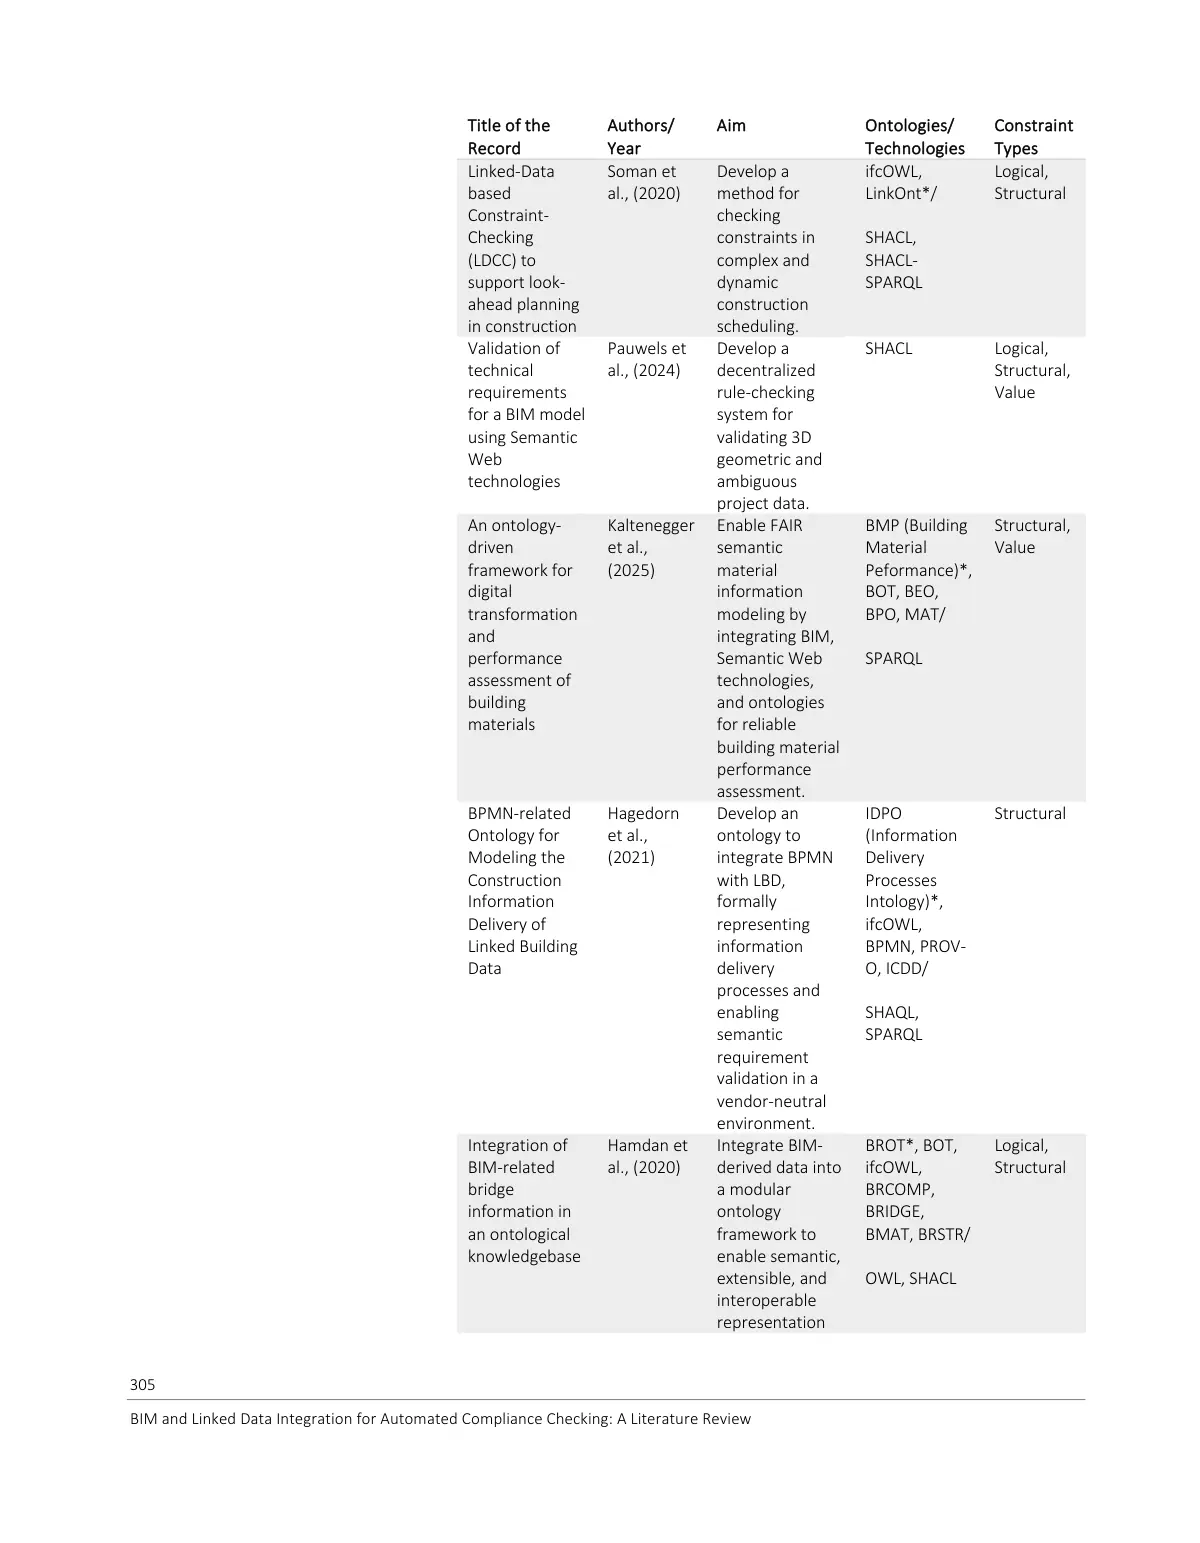 Title of the Record | Authors/ Year | Aim | Ontologies/ Technologies | Constraint Types
Linked-Data
based
Constraint-
Checking
(LDCC) to
support look-
ahead planning
in construction
Soman et
al., (2020)
Develop a
method for
checking
constraints in
complex and
dynamic
construction
scheduling.
ifcOWL,
LinkOnt*/
SHACL,
SHACL-
SPARQL
Logical,
Structural
Validation of
technical
requirements
for a BIM model
using Semantic
Web
technologies
Pauwels et
al., (2024)
Develop a
decentralized
rule-checking
system for
validating 3D
geometric and
ambiguous
project data.
SHACL
Logical,
Structural,
Value
An ontology-
driven
framework for
digital
transformation
and
performance
assessment of
building
materials
Kaltenegger
et al.,
(2025)
Enable FAIR
semantic
material
information
modeling by
integrating BIM,
Semantic Web
technologies,
and ontologies
for reliable
building material
performance
assessment.
BMP (Building
Material
Peformance)*,
BOT, BEO,
BPO, MAT/
SPARQL
Structural,
Value
BPMN-related
Ontology for
Modeling the
Construction
Information
Delivery of
Linked Building
Data
Hagedorn
et al.,
(2021)
Develop an
ontology to
integrate BPMN
with LBD,
formally
representing
information
delivery
processes and
enabling
semantic
requirement
validation in a
vendor-neutral
environment.
IDPO
(Information
Delivery
Processes
Intology)*,
ifcOWL,
BPMN, PROV-
O, ICDD/
SHAQL,
SPARQL
Structural
Integration of
BIM-related
bridge
information in
an ontological
knowledgebase
Hamdan et
al., (2020)
Integrate BIM-
derived data into
a modular
ontology
framework to
enable semantic,
extensible, and
interoperable
representation
BROT*, BOT,
ifcOWL,
BRCOMP,
BRIDGE,
BMAT, BRSTR/
OWL, SHACL
Logical,
Structural
305
BIM and Linked Data Integration for Automated Compliance Checking: A Literature Review